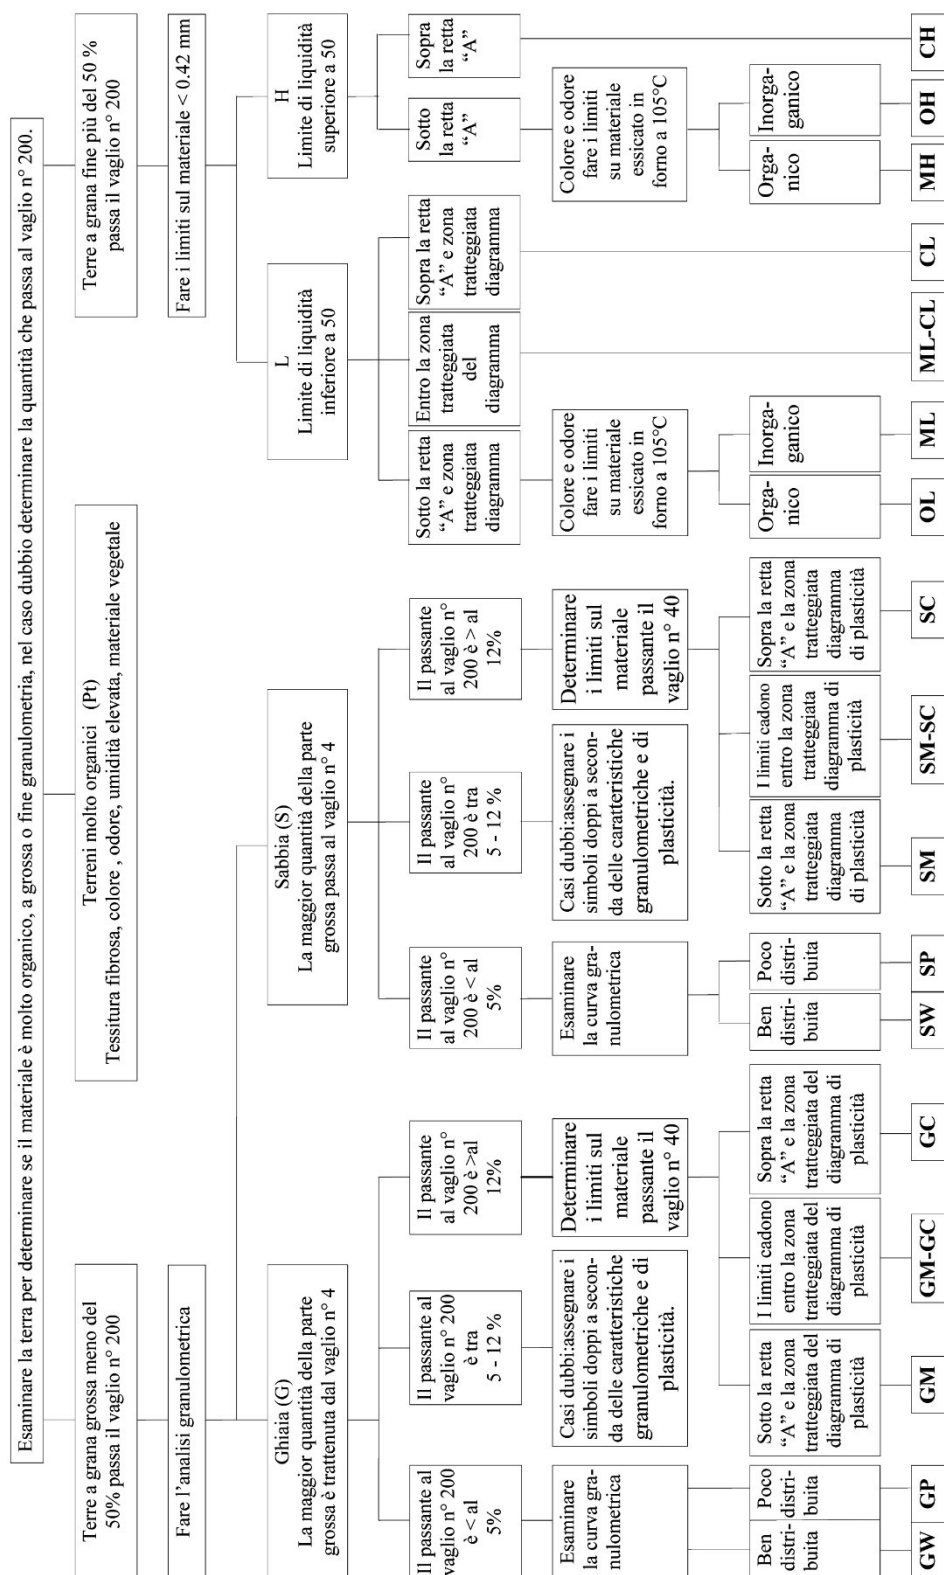 Esaminare la terra per determinare se il materiale è molto organico, a grossa o fine granulometria, nel caso dubbio determinare la quantità che passa al vaglio n° 200.
Terre a grana grossa meno del
50% passa il vaglio n° 200
Terreni molto organici (Pt)
Tessitura fibrosa, colore , odore, umidità elevata, materiale vegetale
Terre a grana fine più del 50 %
passa il vaglio n° 200
Fare l'analisi granulometrica
Fare i limiti sul materiale < 0.42 mm
Ghiaia (G)
La maggior quantità della parte
grossa è trattenuta dal vaglio n° 4
Sabbia (S)
La maggior quantità della parte
grossa passa al vaglio n° 4
L
Limite di liquidità
inferiore a 50
H
Limite di liquidità
superiore a 50
Il passante al
vaglio n° 200
è < al
5%
Il passante al
vaglio n° 200
è tra
5 - 12 %
Il passante
al vaglio n°
200 è >al
12%
Il passante
al vaglio n°
200 è < al
5%
Il passante
al vaglio n°
200 è tra
5 - 12 %
Il passante
al vaglio n°
200 è > al
12%
Sotto la retta
“A” e zona
tratteggiata
diagramma
Entro la zona
tratteggiata
del
diagramma
Sopra la retta
“A” e zona
tratteggiata
diagramma
Sotto
la retta
“A”
Sopra
la retta
“A”
Esaminare
la curva gra-
nulometrica
Casi dubbi:assegnare i
simboli doppi a secon-
da delle caratteristiche
granulometriche e di
plasticità.
Determinare
i limiti sul
materiale
passante il
vaglio n° 40
Esaminare
la curva gra-
nulometrica
Casi dubbi:assegnare i
simboli doppi a secon-
da delle caratteristiche
granulometriche e di
plasticità.
Determinare
i limiti sul
materiale
passante il
vaglio n° 40
Colore e odore
fare i limiti
su materiale
essicato in
forno a 105°C
Colore e odore
fare i limiti
su materiale
essicato in
forno a 105°C
Ben
distri-
buita
Poco
distri-
buita
Sotto la retta
“A” e la zona
tratteggiata del
diagramma di
plasticità
I limiti cadono
entro la zona
tratteggiata del
diagramma di
plasticità
Sopra la retta
“A” e la zona
tratteggiata del
diagramma di
plasticità
Ben
distri-
buita
Poco
distri-
buita
Sotto la retta
“A” e la zona
tratteggiata
diagramma
di plasticità
I limiti cadono
entro la zona
tratteggiata
diagramma di
plasticità
Sopra la retta
“A” e la zona
tratteggiata
diagramma
di plasticità
Orga-
nico
Inorga-
ganico
Orga-
nico
Inorga-
ganico
GW
GP
GM
GM-GC
GC
SW
SP
SM
SM-SC
SC
OL
ML
ML-CL
CL
MH
OH
CH